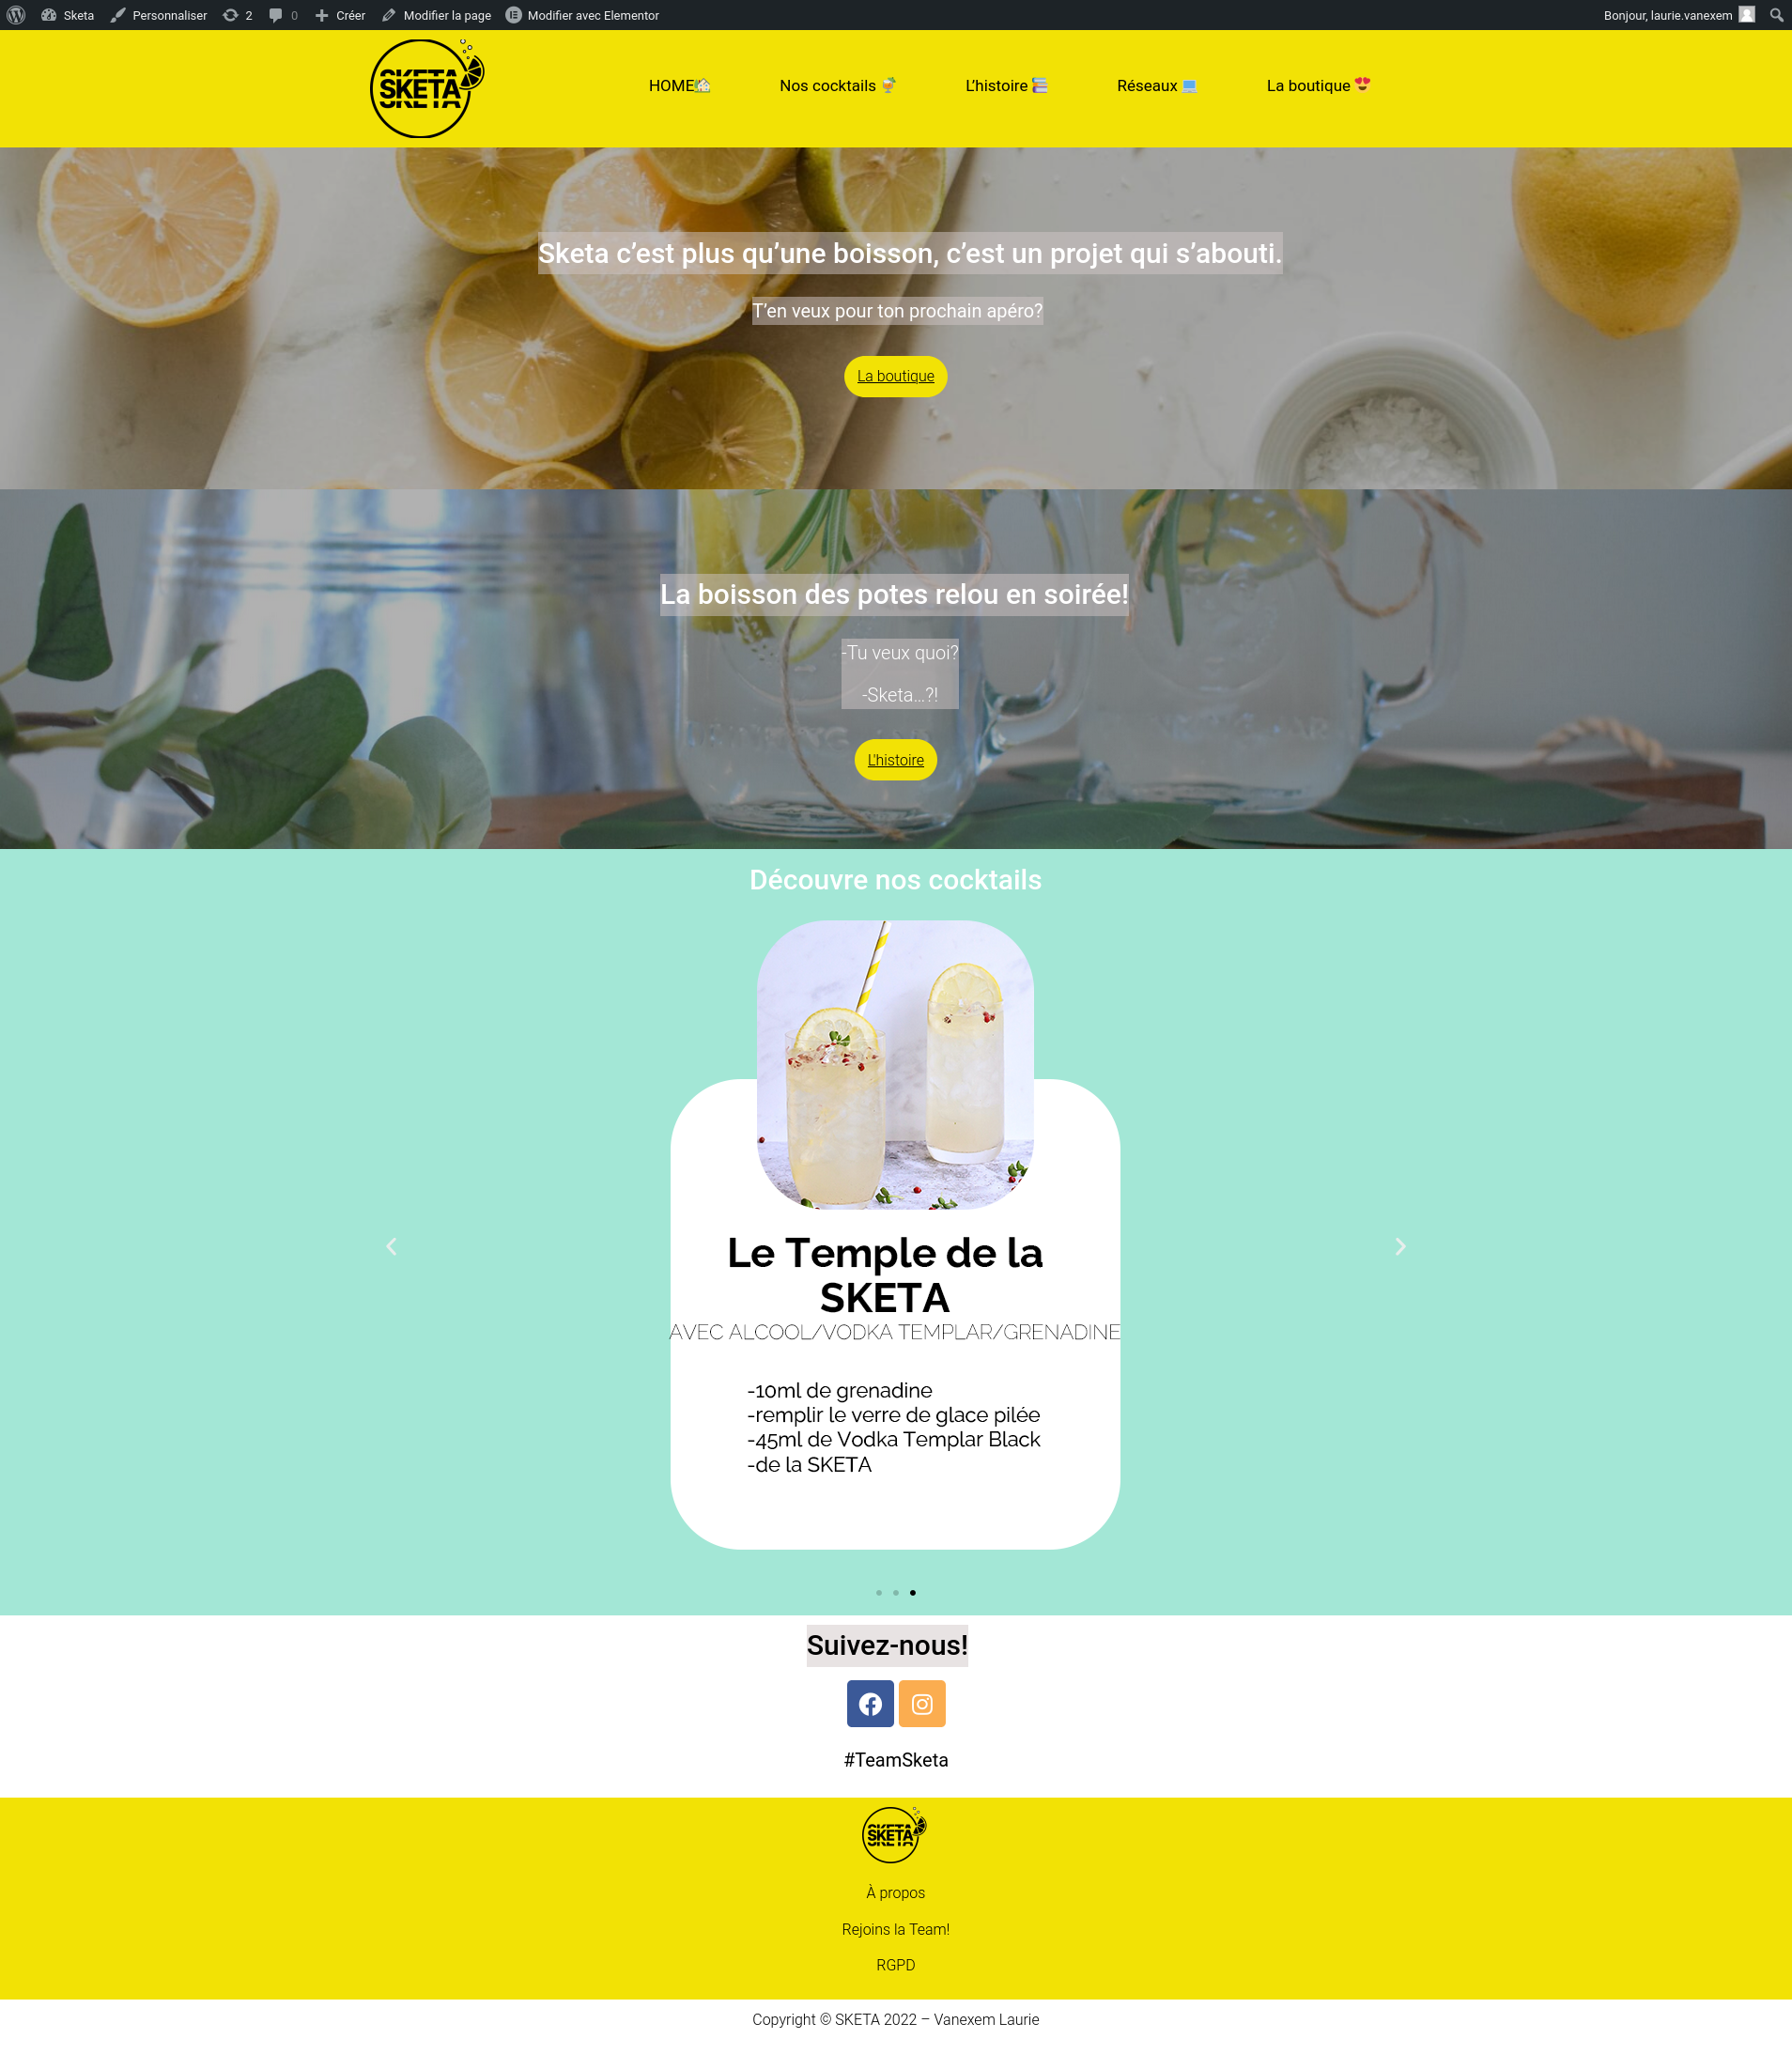 Sketa
Personnaliser
2
0
Créer
Modifier la page
Modifier avec Elementor
Bonjour, laurie.vanexem
SKETA
SKETA
HOME
Nos cocktails
L’histoire
Réseaux
La boutique
Sketa c’est plus qu’une boisson, c’est un projet qui s’abouti.
T’en veux pour ton prochain apéro?
La boutique
La boisson des potes relou en soirée!
-Tu veux quoi?
-Sketa…?!
L'histoire
Découvre nos cocktails
Le Temple de la
SKETA
AVEC ALCOOL/VODKA TEMPLAR/GRENADINE
-10ml de grenadine
-remplir le verre de glace pilée
-45ml de Vodka Templar Black
-de la SKETA
Suivez-nous!
#TeamSketa
SKETA
SKETA
À propos
Rejoins la Team!
RGPD
Copyright © SKETA 2022 – Vanexem Laurie